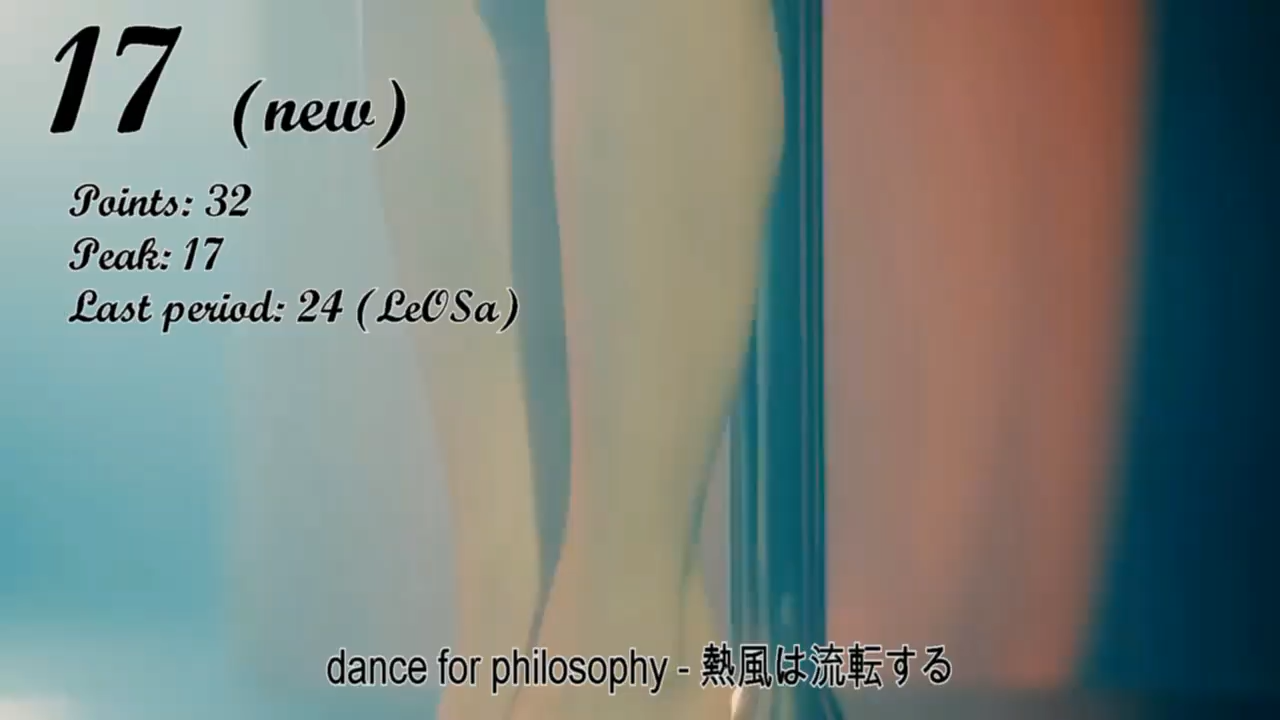 17 (new)
Points: 32
Peak: 17
Last period: 24 (LeOSa)
dance for philosophy - 熱風は流転する